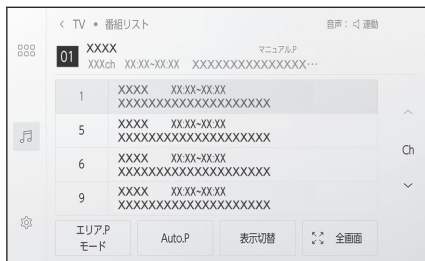 < TV • 番組リスト
音声： 連動
01 XXXX マニュアル.P
XXXch XX:XX~XX:XX XXXXXXXXXXXXXXX…
1 XXXX XX:XX~XX:XX
XXXXXXXXXXXXXXXXXXXXX
5 XXXX XX:XX~XX:XX
XXXXXXXXXXXXXXXXXXXXX
6 XXXX XX:XX~XX:XX
XXXXXXXXXXXXXXXXXXXXX
9 XXXX XX:XX~XX:XX
XXXXXXXXXXXXXXXXXXXXX
Ch
エリア.P
モード
Auto.P
表示切替
全画面